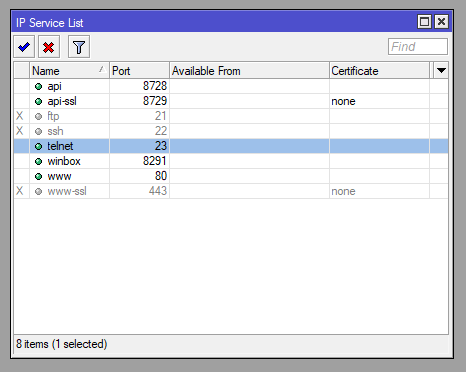 IP Service List
Find
Name / Port Available From Certificate
api 8728
api-ssl 8729 none
X ftp 21
X ssh 22
telnet 23
winbox 8291
www 80
X www-ssl 443 none
8 items (1 selected)